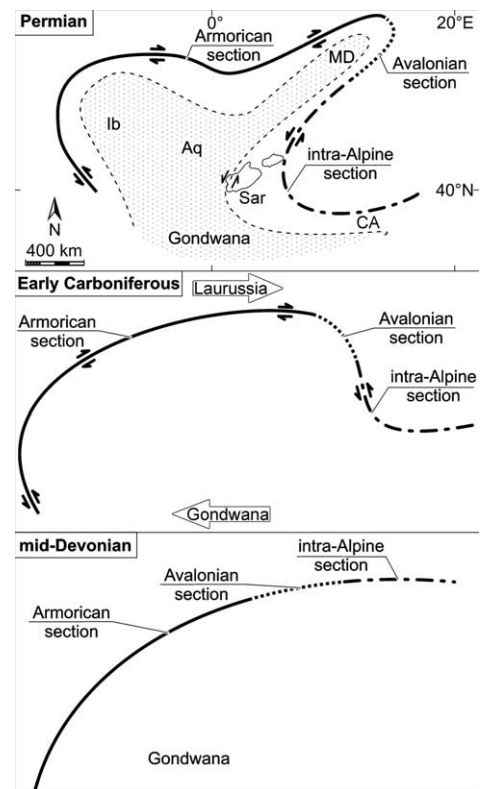 Permian
0°
20°E
Armorican
section
Avalonian
section
MD
Ib
Aq
intra-Alpine
section
Sar
40°N
CA
N
400 km
Gondwana
Early Carboniferous
Laurussia
Armorican
section
Avalonian
section
intra-Alpine
section
Gondwana
mid-Devonian
intra-Alpine
section
Avalonian
section
Armorican
section
Gondwana